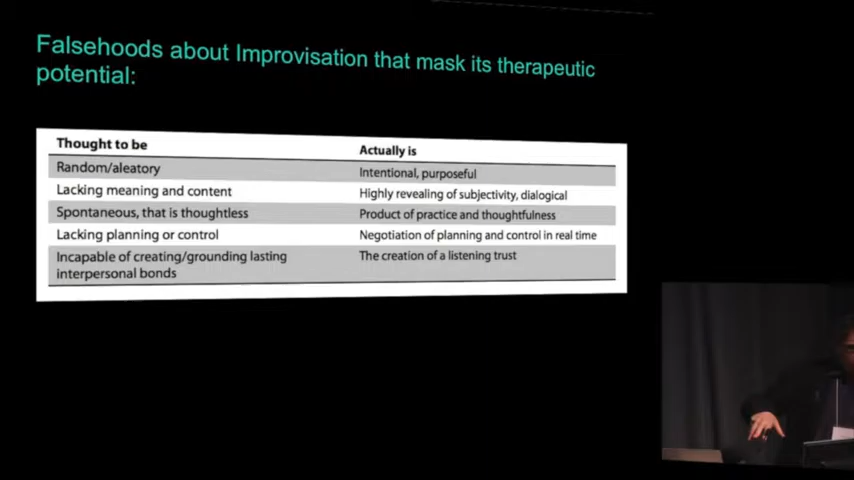 Falsehoods about Improvisation that mask its therapeutic
potential:
Thought to be
Actually is
Random/aleatory
Intentional, purposeful
Lacking meaning and content
Highly revealing of subjectivity, dialogical
Spontaneous, that is thoughtless
Product of practice and thoughtfulness
Lacking planning or control
Negotiation of planning and control in real time
Incapable of creating/grounding lasting
interpersonal bonds
The creation of a listening trust